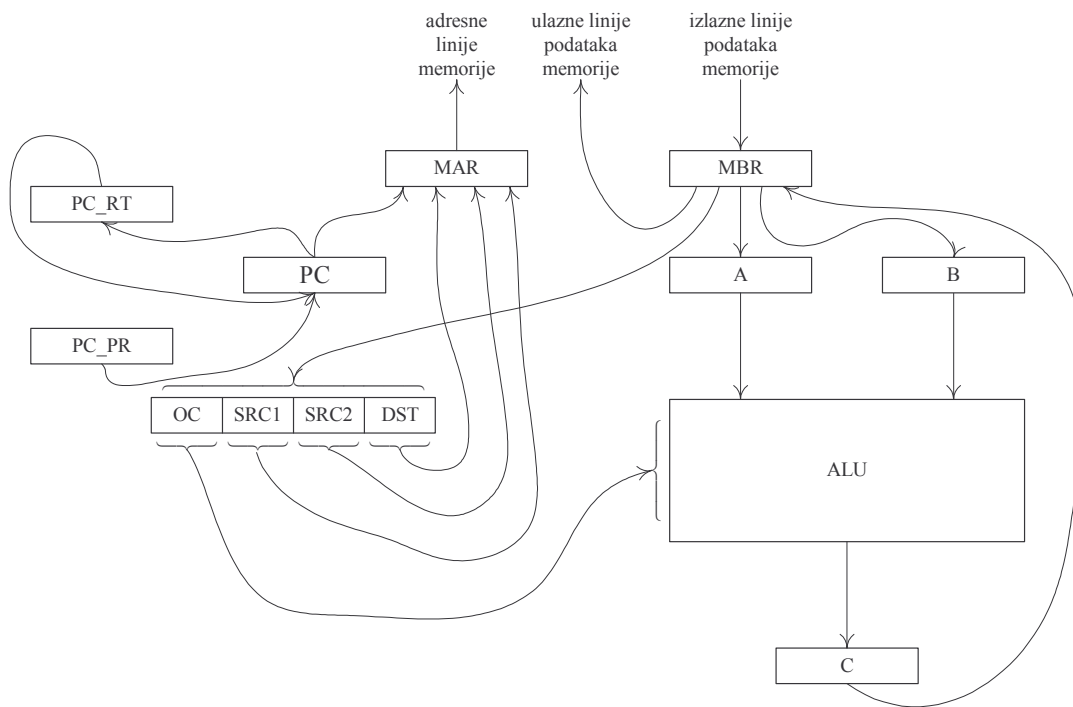 adresne
linije
memorije
ulazne linije
podataka
memorije
izlazne linije
podataka
memorije
MAR
MBR
PC_RT
PC
A
B
PC_PR
OC
SRC1
SRC2
DST
ALU
C